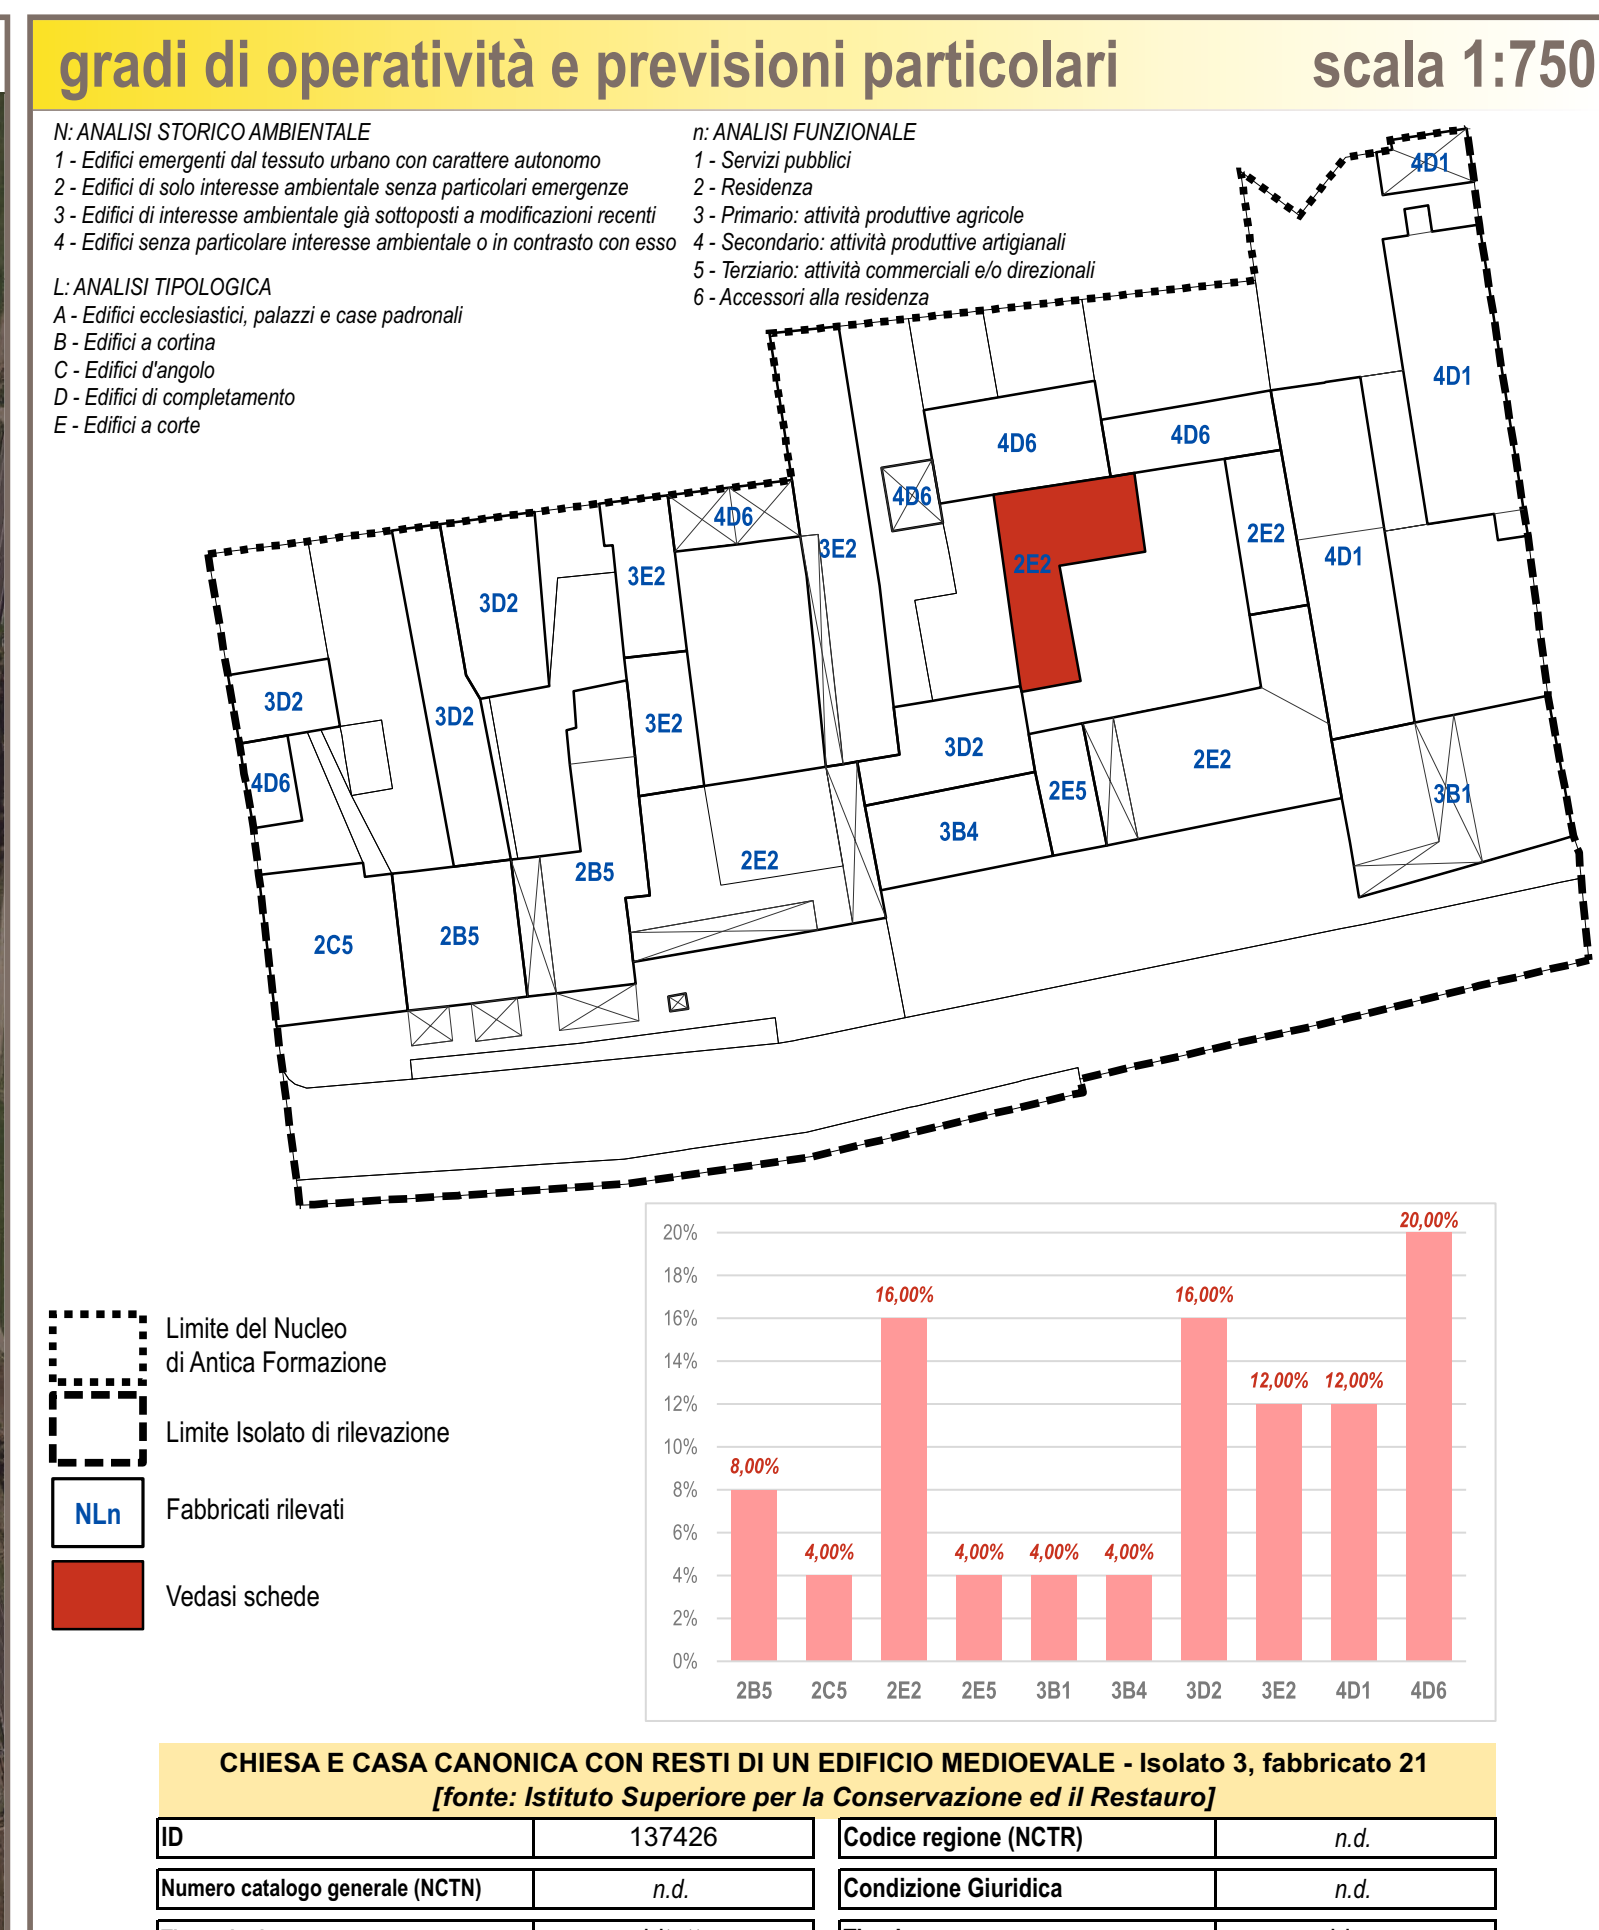 gradi di operatività e previsioni particolari scala 1:750
N: ANALISI STORICO AMBIENTALE
1 - Edifici emergenti dal tessuto urbano con carattere autonomo
2 - Edifici di solo interesse ambientale senza particolari emergenze
3 - Edifici di interesse ambientale già sottoposti a modificazioni recenti
4 - Edifici senza particolare interesse ambientale o in contrasto con esso
L: ANALISI TIPOLOGICA
A - Edifici ecclesiastici, palazzi e case padronali
B - Edifici a cortina
C - Edifici d'angolo
D - Edifici di completamento
E - Edifici a corte
n: ANALISI FUNZIONALE
1 - Servizi pubblici
2 - Residenza
3 - Primario: attività produttive agricole
4 - Secondario: attività produttive artigianali
5 - Terziario: attività commerciali e/o direzionali
6 - Accessori alla residenza
4D1
4D1
4D6
4D6
4D6
4D6
3E2
2E2
2E2
4D1
3E2
3D2
3D2
3D2
3E2
3D2
4D6
2E5
2E2
3B1
3B4
2E2
2B5
2B5
2C5
20%
18%
16%
14%
12%
10%
8%
6%
4%
2%
0%
8,00%
4,00%
16,00%
4,00%
4,00%
4,00%
16,00%
12,00%
12,00%
20,00%
2B5 2C5 2E2 2E5 3B1 3B4 3D2 3E2 4D1 4D6
Limite del Nucleo
di Antica Formazione
Limite Isolato di rilevazione
NLn Fabbricati rilevati
Vedasi schede
CHIESA E CASA CANONICA CON RESTI DI UN EDIFICIO MEDIOEVALE - Isolato 3, fabbricato 21
[fonte: Istituto Superiore per la Conservazione ed il Restauro]
ID 137426 Codice regione (NCTR) n.d.
Numero catalogo generale (NCTN) n.d. Condizione Giuridica n.d.